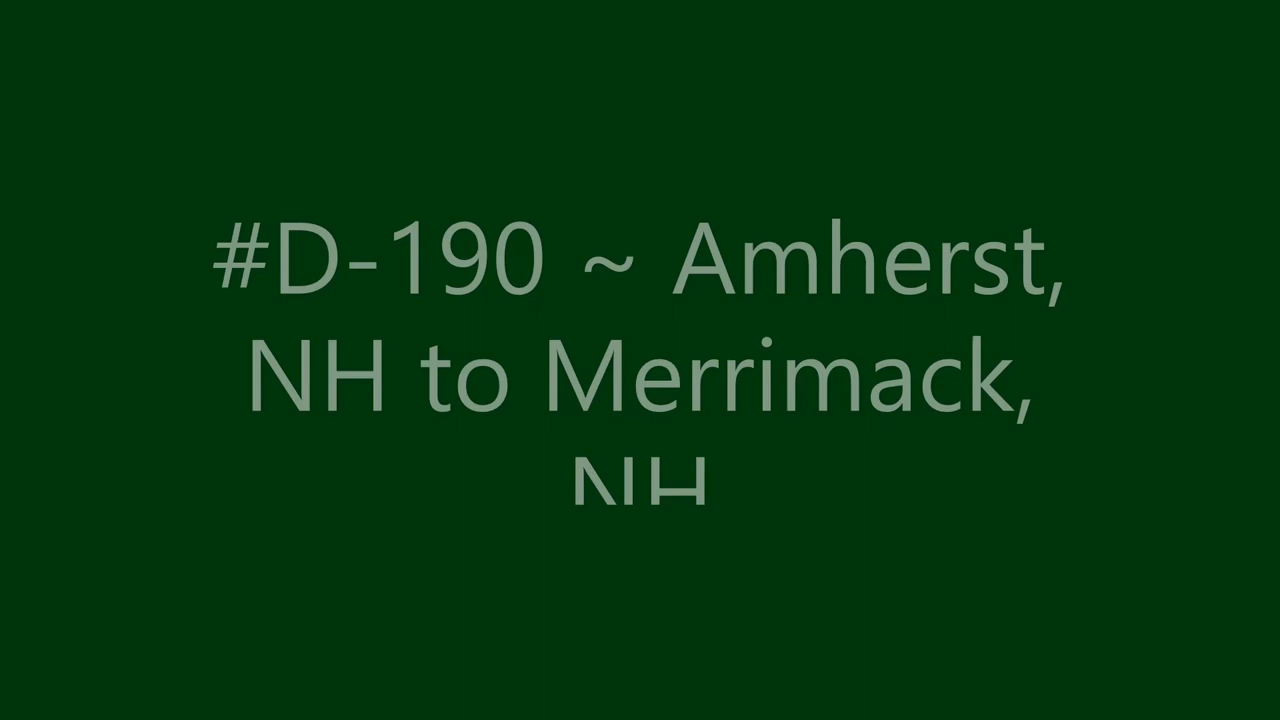 #D-190 ~ Amherst,
NH to Merrimack,
NH